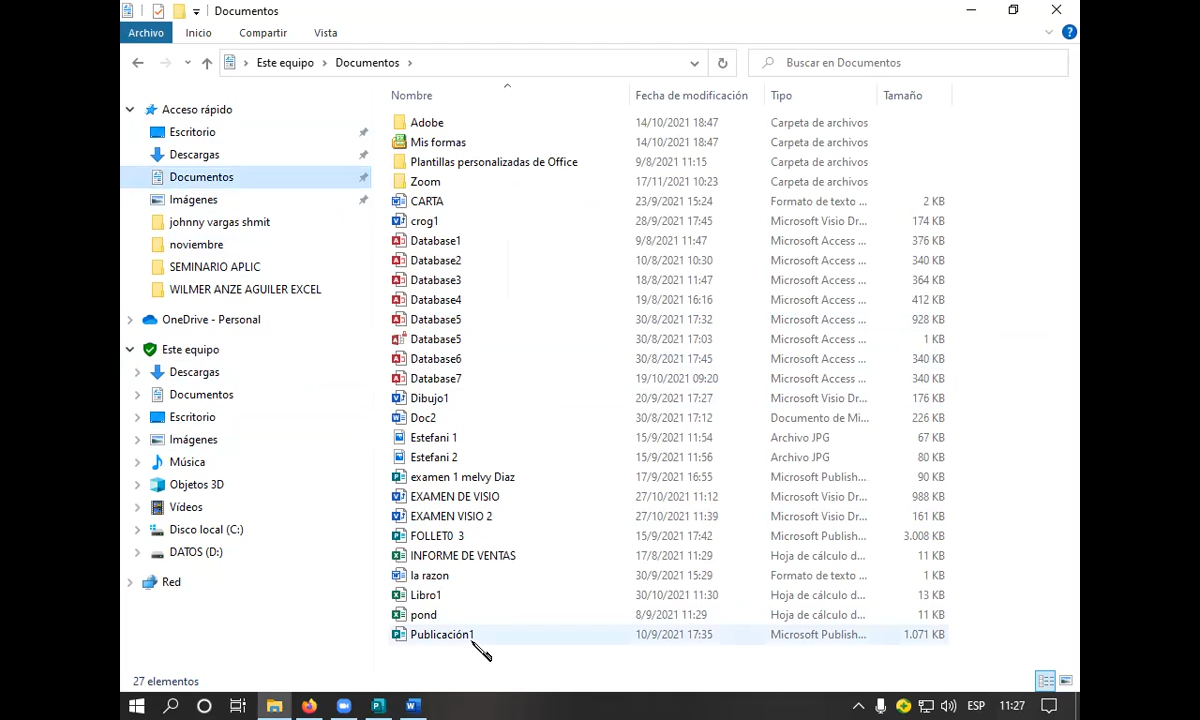 Documentos
Archivo Inicio Compartir Vista
Este equipo Documentos Buscar en Documentos
Nombre Fecha de modificación Tipo Tamaño
Acceso rápido
Escritorio
Descargas
Documentos
Imágenes
johnny vargas shmit
noviembre
SEMINARIO APLIC
WILMER ANZE AGUILER EXCEL
OneDrive - Personal
Este equipo
Descargas
Documentos
Escritorio
Imágenes
Música
Objetos 3D
Vídeos
Disco local (C:)
DATOS (D:)
Red
Adobe 14/10/2021 18:47 Carpeta de archivos
Mis formas 14/10/2021 18:47 Carpeta de archivos
Plantillas personalizadas de Office 9/8/2021 11:15 Carpeta de archivos
Zoom 17/11/2021 10:23 Carpeta de archivos
CARTA 23/9/2021 15:24 Formato de texto ... 2 KB
crog1 28/9/2021 17:45 Microsoft Visio Dr... 174 KB
Database1 9/8/2021 11:47 Microsoft Access ... 376 KB
Database2 10/8/2021 10:30 Microsoft Access ... 340 KB
Database3 18/8/2021 11:47 Microsoft Access ... 364 KB
Database4 19/8/2021 16:16 Microsoft Access ... 412 KB
Database5 30/8/2021 17:32 Microsoft Access ... 928 KB
Database5 30/8/2021 17:03 Microsoft Access ... 1 KB
Database6 30/8/2021 17:45 Microsoft Access ... 340 KB
Database7 19/10/2021 09:20 Microsoft Access ... 340 KB
Dibujo1 20/9/2021 17:27 Microsoft Visio Dr... 176 KB
Doc2 30/8/2021 17:12 Documento de Mi... 226 KB
Estefani 1 15/9/2021 11:54 Archivo JPG 67 KB
Estefani 2 15/9/2021 11:56 Archivo JPG 80 KB
examen 1 melvy Diaz 17/9/2021 16:55 Microsoft Publish... 90 KB
EXAMEN DE VISIO 27/10/2021 11:12 Microsoft Visio Dr... 988 KB
EXAMEN VISIO 2 27/10/2021 11:39 Microsoft Visio Dr... 161 KB
FOLLET0 3 15/9/2021 17:42 Microsoft Publish... 3.008 KB
INFORME DE VENTAS 17/8/2021 11:29 Hoja de cálculo d... 11 KB
la razon 30/9/2021 15:29 Formato de texto ... 1 KB
Libro1 30/10/2021 11:30 Hoja de cálculo d... 13 KB
pond 8/9/2021 11:29 Hoja de cálculo d... 11 KB
Publicación1 10/9/2021 17:35 Microsoft Publish... 1.071 KB
27 elementos
ESP 11:27